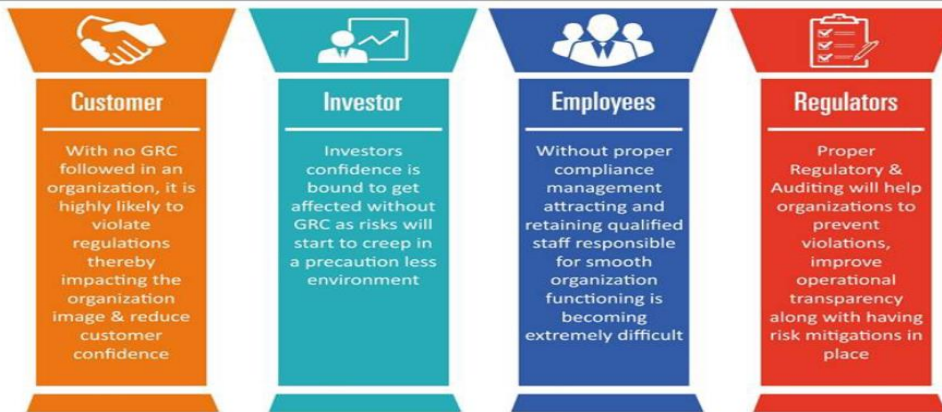 Customer
With no GRC
followed in an
organization, it is
highly likely to
violate
regulations
thereby
impacting the
organization
image & reduce
customer
confidence
Investor
Investors
confidence is
bound to get
affected without
GRC as risks will
start to creep in
a precaution less
environment
Employees
Without proper
compliance
management
attracting and
retaining qualified
staff responsible
for smooth
organization
functioning is
becoming
extremely difficult
Regulators
Proper
Regulatory &
Auditing will help
organizations to
prevent
violations,
improve
operational
transparency
along with having
risk mitigations in
place